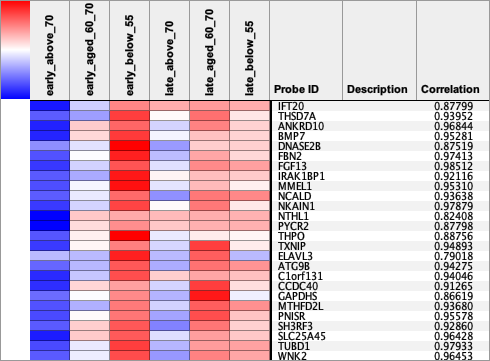 early_above_70
early_aged_60_70
early_below_55
late_above_70
late_aged_60_70
late_below_55
Probe ID Description Correlation
IFT20 0.87799
THSD7A 0.93952
ANKRD10 0.96844
BMP7 0.95281
DNASE2B 0.87519
FBN2 0.97413
FGF13 0.98512
IRAK1BP1 0.92116
MMEL1 0.95310
NCALD 0.93638
NKAIN1 0.97879
NTHL1 0.82408
PYCR2 0.87798
THPO 0.88756
TXNIP 0.94893
ELAVL3 0.79018
ATG9B 0.94275
C1orf131 0.94046
CCDC40 0.91265
GAPDHS 0.86619
MTHFD2L 0.93680
PNISR 0.95578
SH3RF3 0.92860
SLC25A45 0.96428
TUBD1 0.97933
WNK2 0.96453